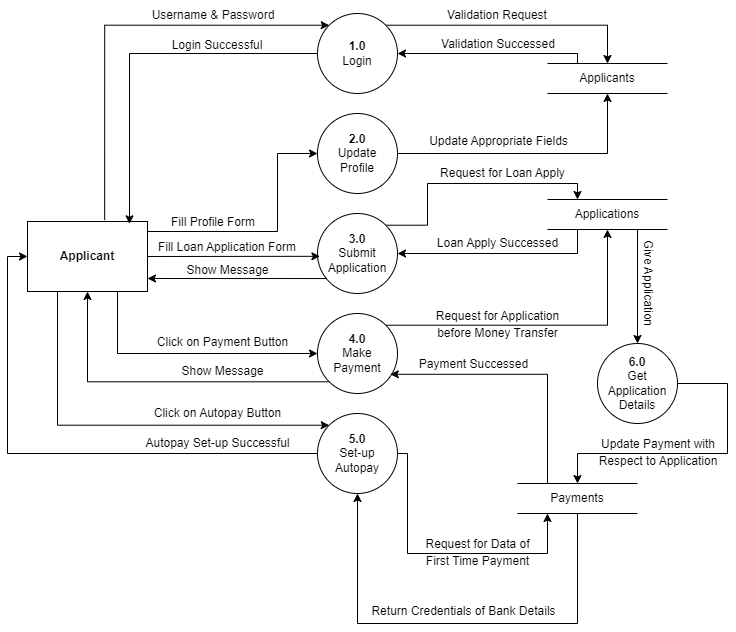 Username & Password
Validation Request
1.0
Login
Login Successful
Validation Successed
Applicants
2.0
Update
Profile
Update Appropriate Fields
Request for Loan Apply
Fill Profile Form
Applications
3.0
Submit
Application
Fill Loan Application Form
Loan Apply Successed
Applicant
Show Message
Give Application
4.0
Make
Payment
Request for Application
before Money Transfer
Click on Payment Button
6.0
Get
Application
Details
Payment Successed
Show Message
Click on Autopay Button
5.0
Set-up
Autopay
Autopay Set-up Successful
Update Payment with
Respect to Application
Payments
Request for Data of
First Time Payment
Return Credentials of Bank Details